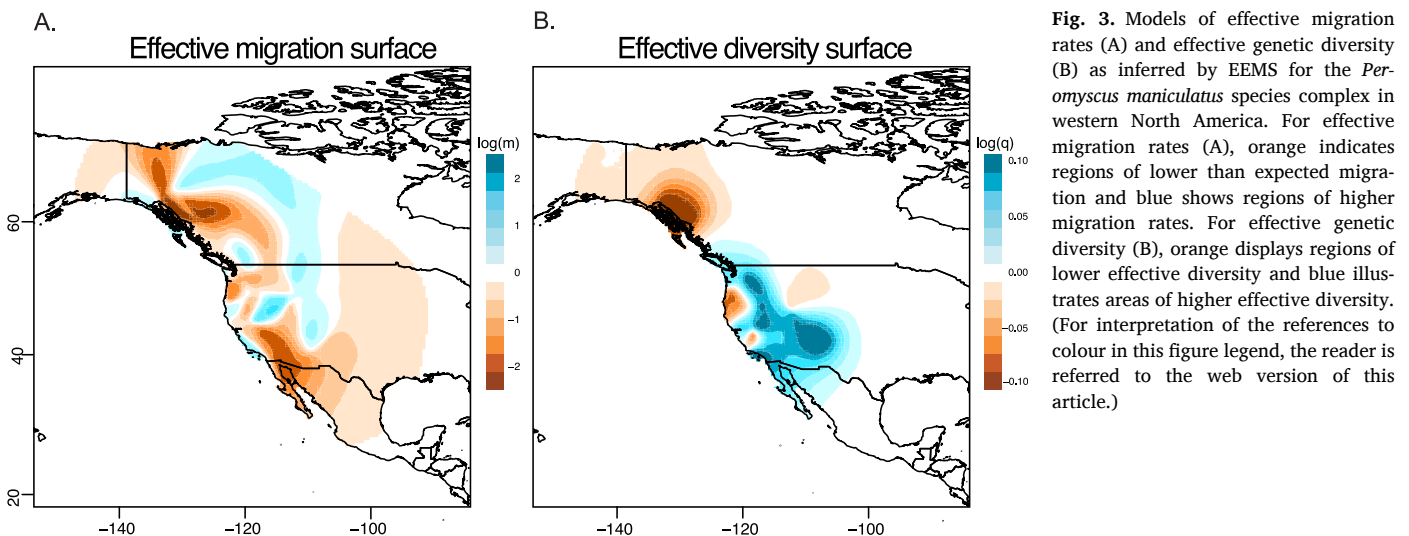 A.
Effective migration surface
log(m)
2
1
0
−1
−2
60
40
20
−140
−120
−100
B.
Effective diversity surface
log(q)
0.10
0.05
0.00
−0.05
−0.10
−140
−120
−100
Fig. 3. Models of effective migration
rates (A) and effective genetic diversity
(B) as inferred by EEMS for the Per-
omyscus maniculatus species complex in
western North America. For effective
migration rates (A), orange indicates
regions of lower than expected migra-
tion and blue shows regions of higher
migration rates. For effective genetic
diversity (B), orange displays regions of
lower effective diversity and blue illus-
trates areas of higher effective diversity.
(For interpretation of the references to
colour in this figure legend, the reader is
referred to the web version of this
article.)